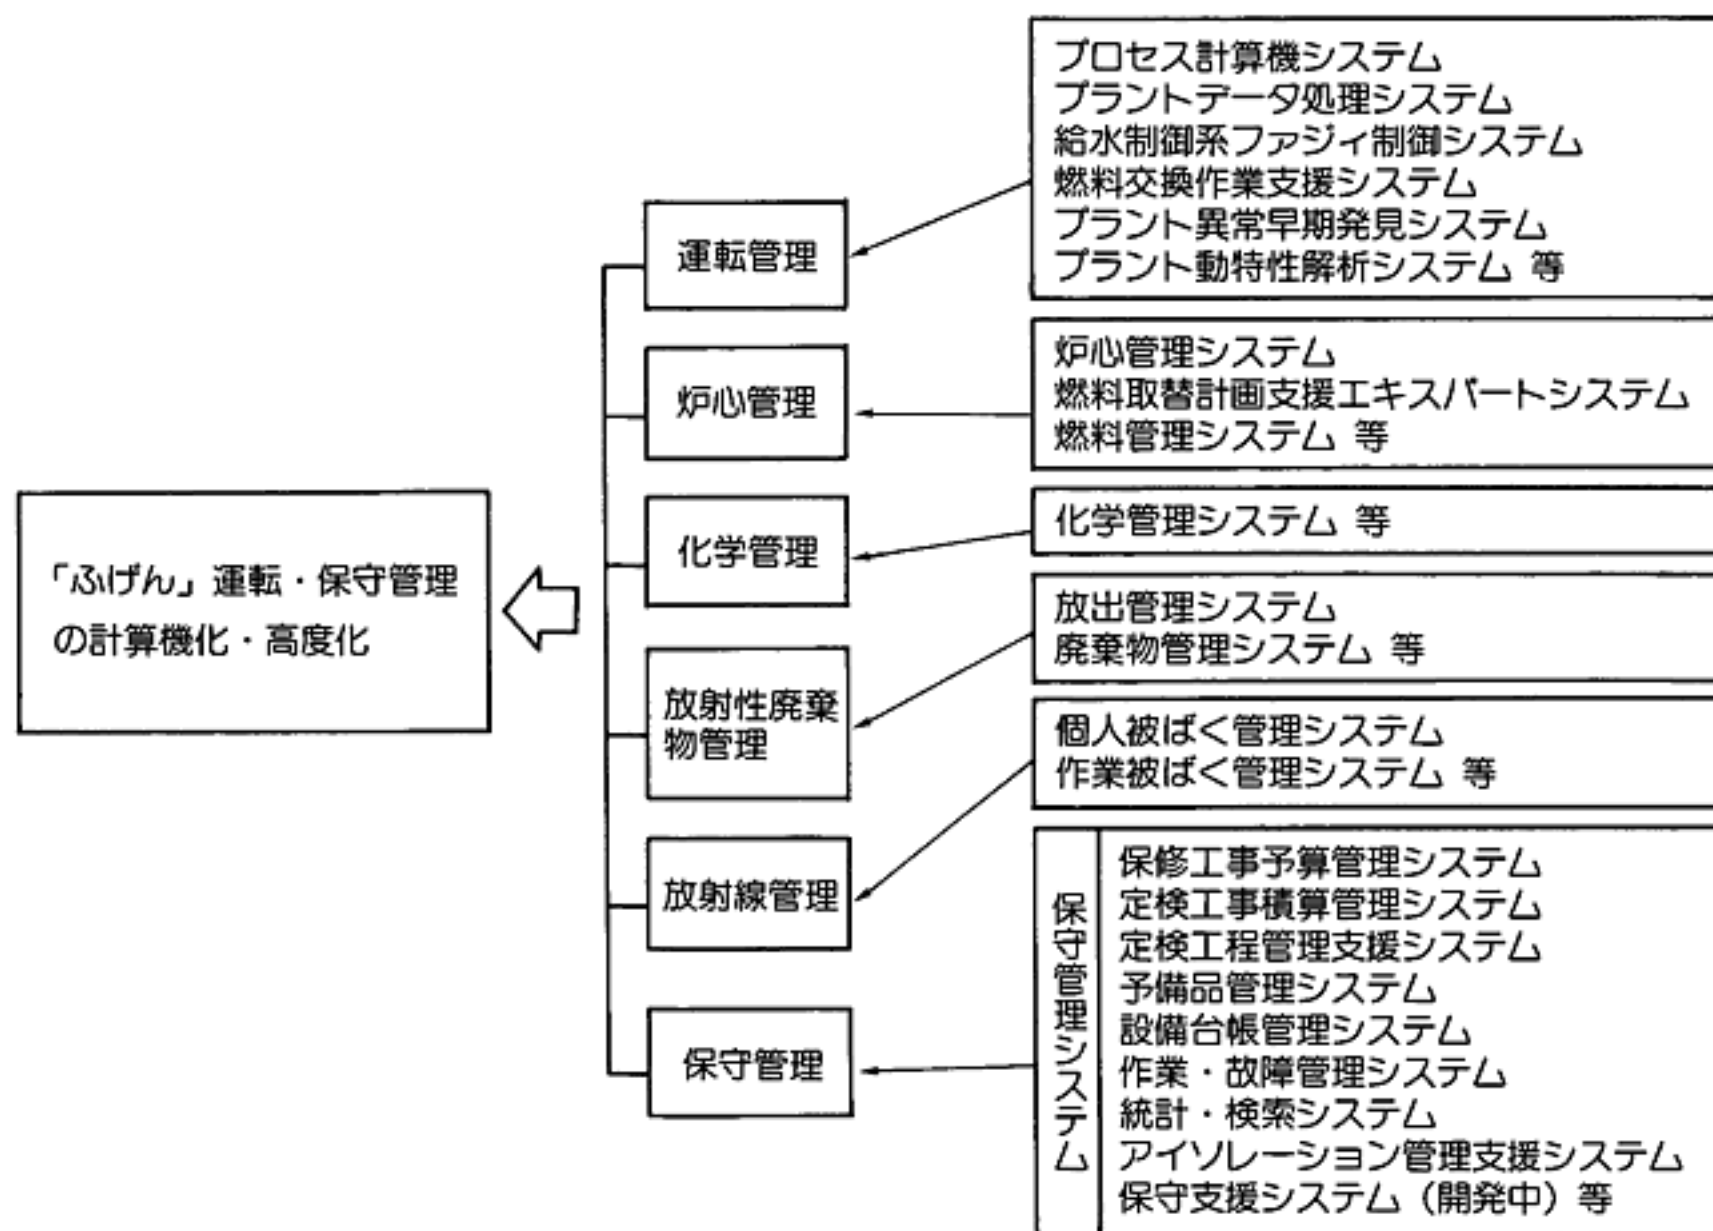 「ふげん」運転・保守管理
の計算機化・高度化
運転管理
炉心管理
化学管理
放射性廃棄
物管理
放射線管理
保守管理
プロセス計算機システム
プラントデータ処理システム
給水制御系ファジィ制御システム
燃料交換作業支援システム
プラント異常早期発見システム
プラント動特性解析システム 等
炉心管理システム
燃料取替計画支援エキスパートシステム
燃料管理システム 等
化学管理システム 等
放出管理システム
廃棄物管理システム 等
個人被ばく管理システム
作業被ばく管理システム 等
保守管理システム
保修工事予算管理システム
定検工事積算管理システム
定検工程管理支援システム
予備品管理システム
設備台帳管理システム
作業・故障管理システム
統計・検索システム
アイソレーション管理支援システム
保守支援システム（開発中）等